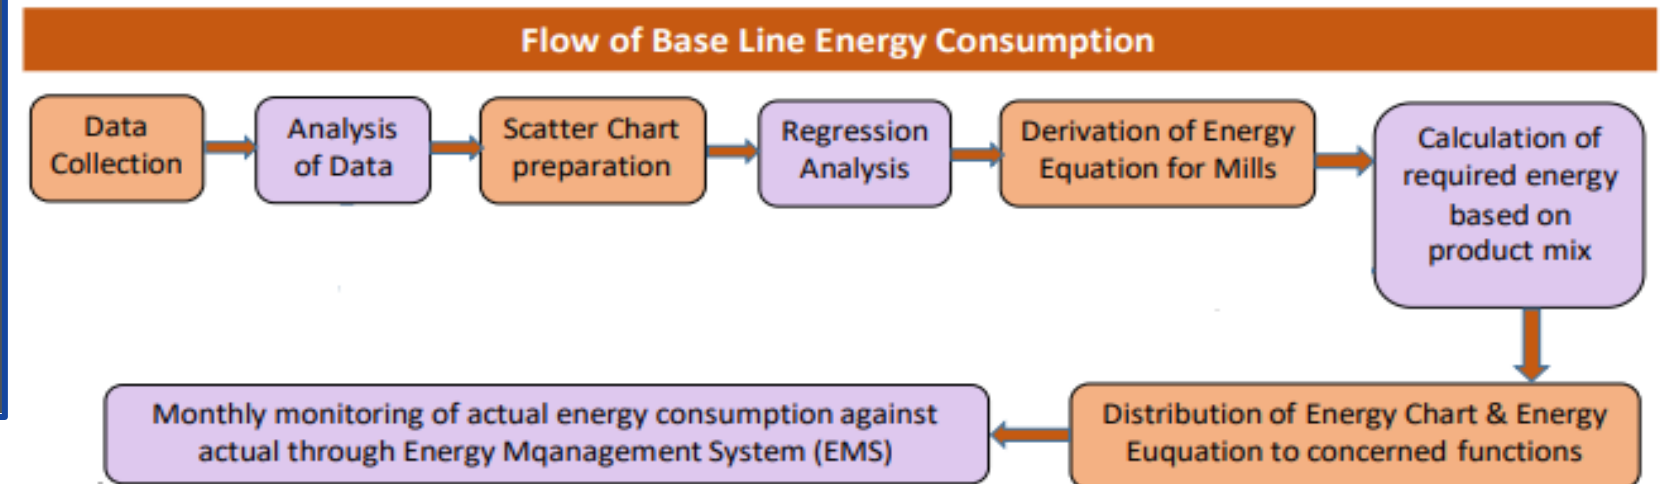 Flow of Base Line Energy Consumption
Data
Collection
Analysis
of Data
Scatter Chart
preparation
Regression
Analysis
Derivation of Energy
Equation for Mills
Calculation of
required energy
based on
product mix
Distribution of Energy Chart & Energy
Euquation to concerned functions
Monthly monitoring of actual energy consumption against
actual through Energy Mqanagement System (EMS)